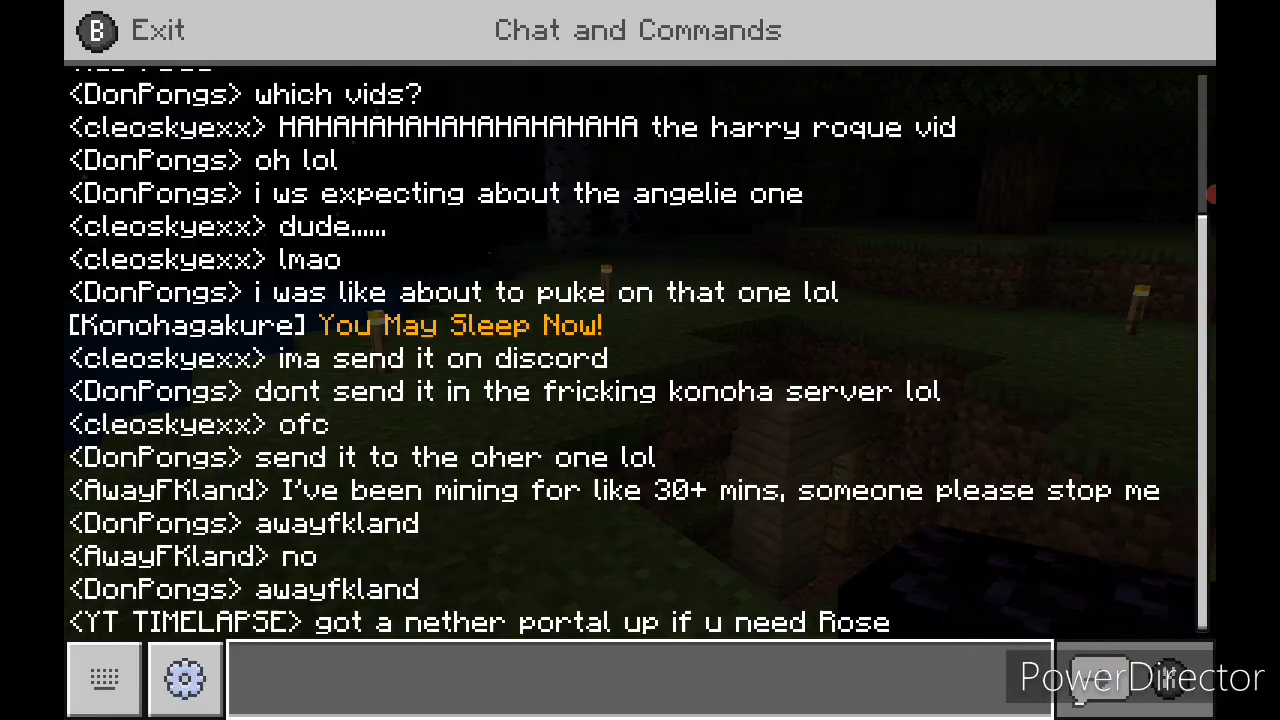 B Exit
Chat and Commands
<DonPongs> which vids?
<cleoskyexx> HAHAHAHAHAHAHAHAHAHA the harry roque vid
<DonPongs> oh lol
<DonPongs> i ws expecting about the angelie one
<cleoskyexx> dude......
<cleoskyexx> lmao
<DonPongs> i was like about to puke on that one lol
[Konohagakure] You May Sleep Now!
<cleoskyexx> ima send it on discord
<DonPongs> dont send it in the fricking konoha server lol
<cleoskyexx> ofc
<DonPongs> send it to the oher one lol
<AwayFKland> I've been mining for like 30+ mins, someone please stop me
<DonPongs> awayfkland
<AwayFKland> no
<DonPongs> awayfkland
<YT TIMELAPSE> got a nether portal up if u need Rose
PowerDirector